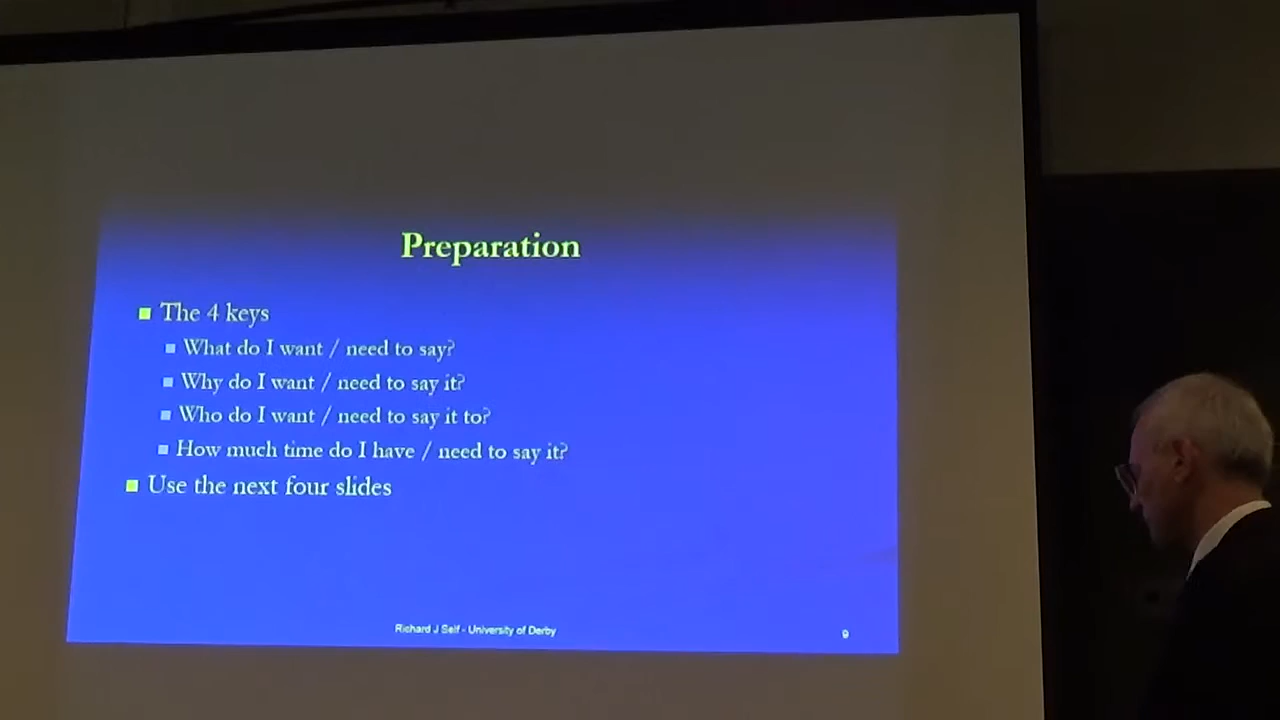 Preparation
The 4 keys
What do I want / need to say?
Why do I want / need to say it?
Who do I want / need to say it to?
How much time do I have / need to say it?
Use the next four slides
Richard J Self - University of Derby
9